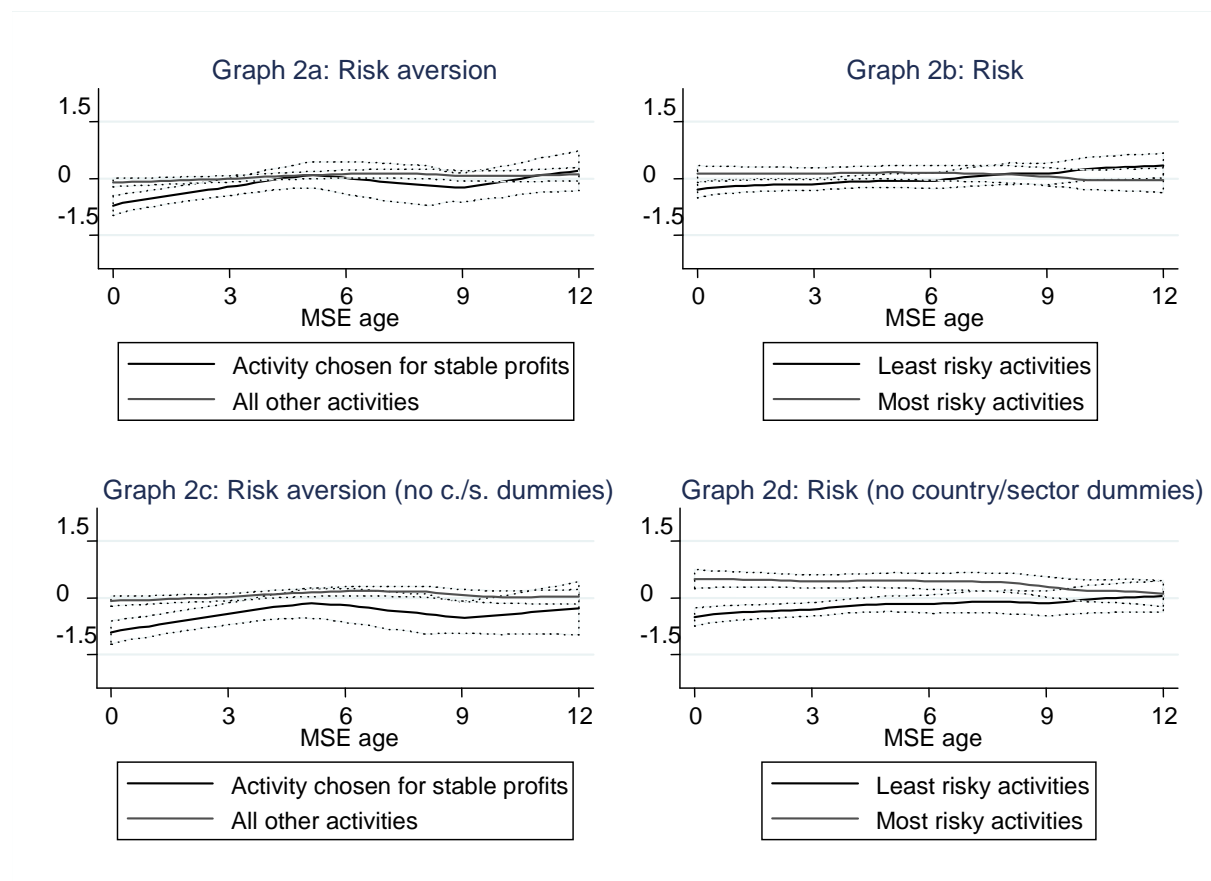 Graph 2a: Risk aversion
1.5
0
-1.5
0 3 6 9 12
MSE age
Activity chosen for stable profits
All other activities
Graph 2b: Risk
1.5
0
-1.5
0 3 6 9 12
MSE age
Least risky activities
Most risky activities
Graph 2c: Risk aversion (no c./s. dummies)
1.5
0
-1.5
0 3 6 9 12
MSE age
Activity chosen for stable profits
All other activities
Graph 2d: Risk (no country/sector dummies)
1.5
0
-1.5
0 3 6 9 12
MSE age
Least risky activities
Most risky activities